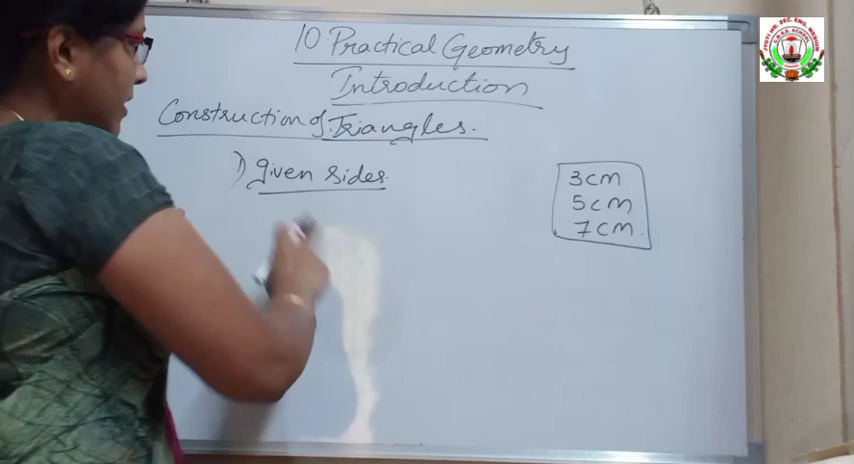 10 Practical Geometry
Introduction
Construction of Triangles.
1) given sides.
3cm
5cm
7cm.